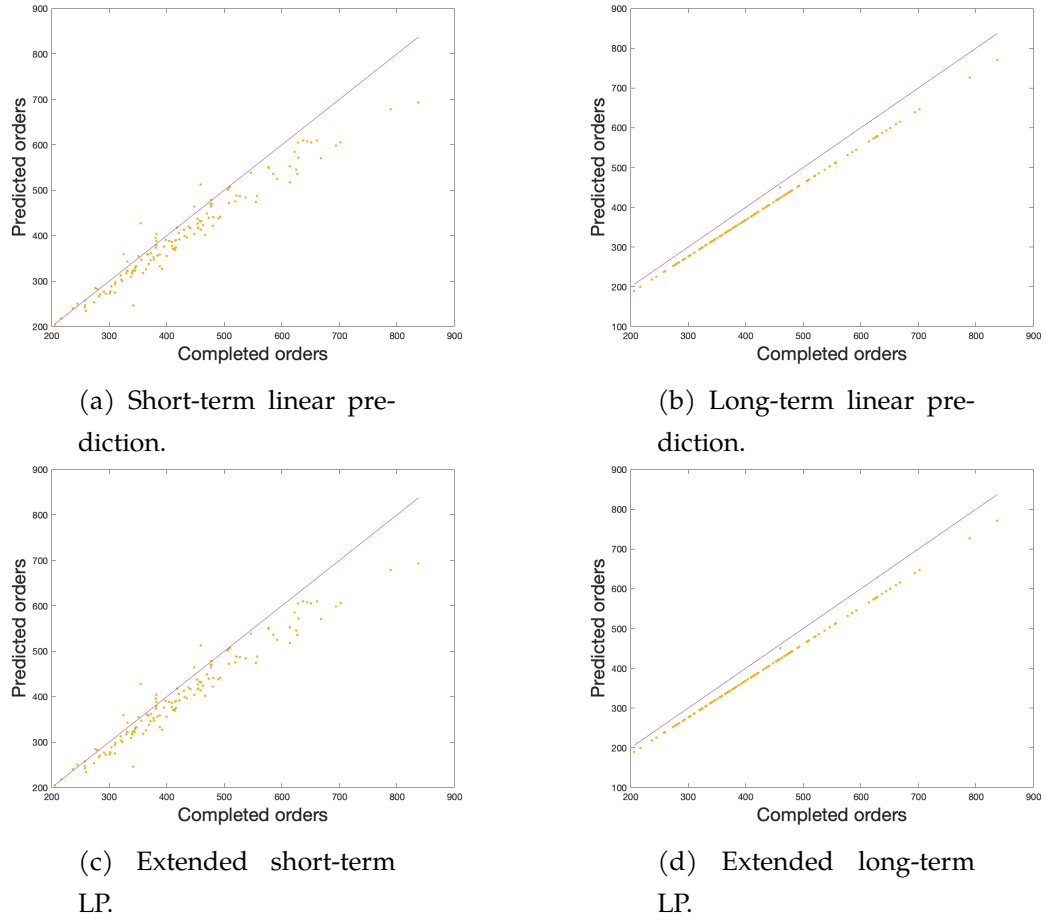 900
800
700
600
500
400
300
200
Predicted orders
200 300 400 500 600 700 800 900
Completed orders
(a) Short-term linear pre-
diction.
900
800
700
600
500
400
300
200
100
Predicted orders
200 300 400 500 600 700 800 900
Completed orders
(b) Long-term linear pre-
diction.
900
800
700
600
500
400
300
200
Predicted orders
200 300 400 500 600 700 800 900
Completed orders
(c) Extended short-term
LP.
900
800
700
600
500
400
300
200
100
Predicted orders
200 300 400 500 600 700 800 900
Completed orders
(d) Extended long-term
LP.